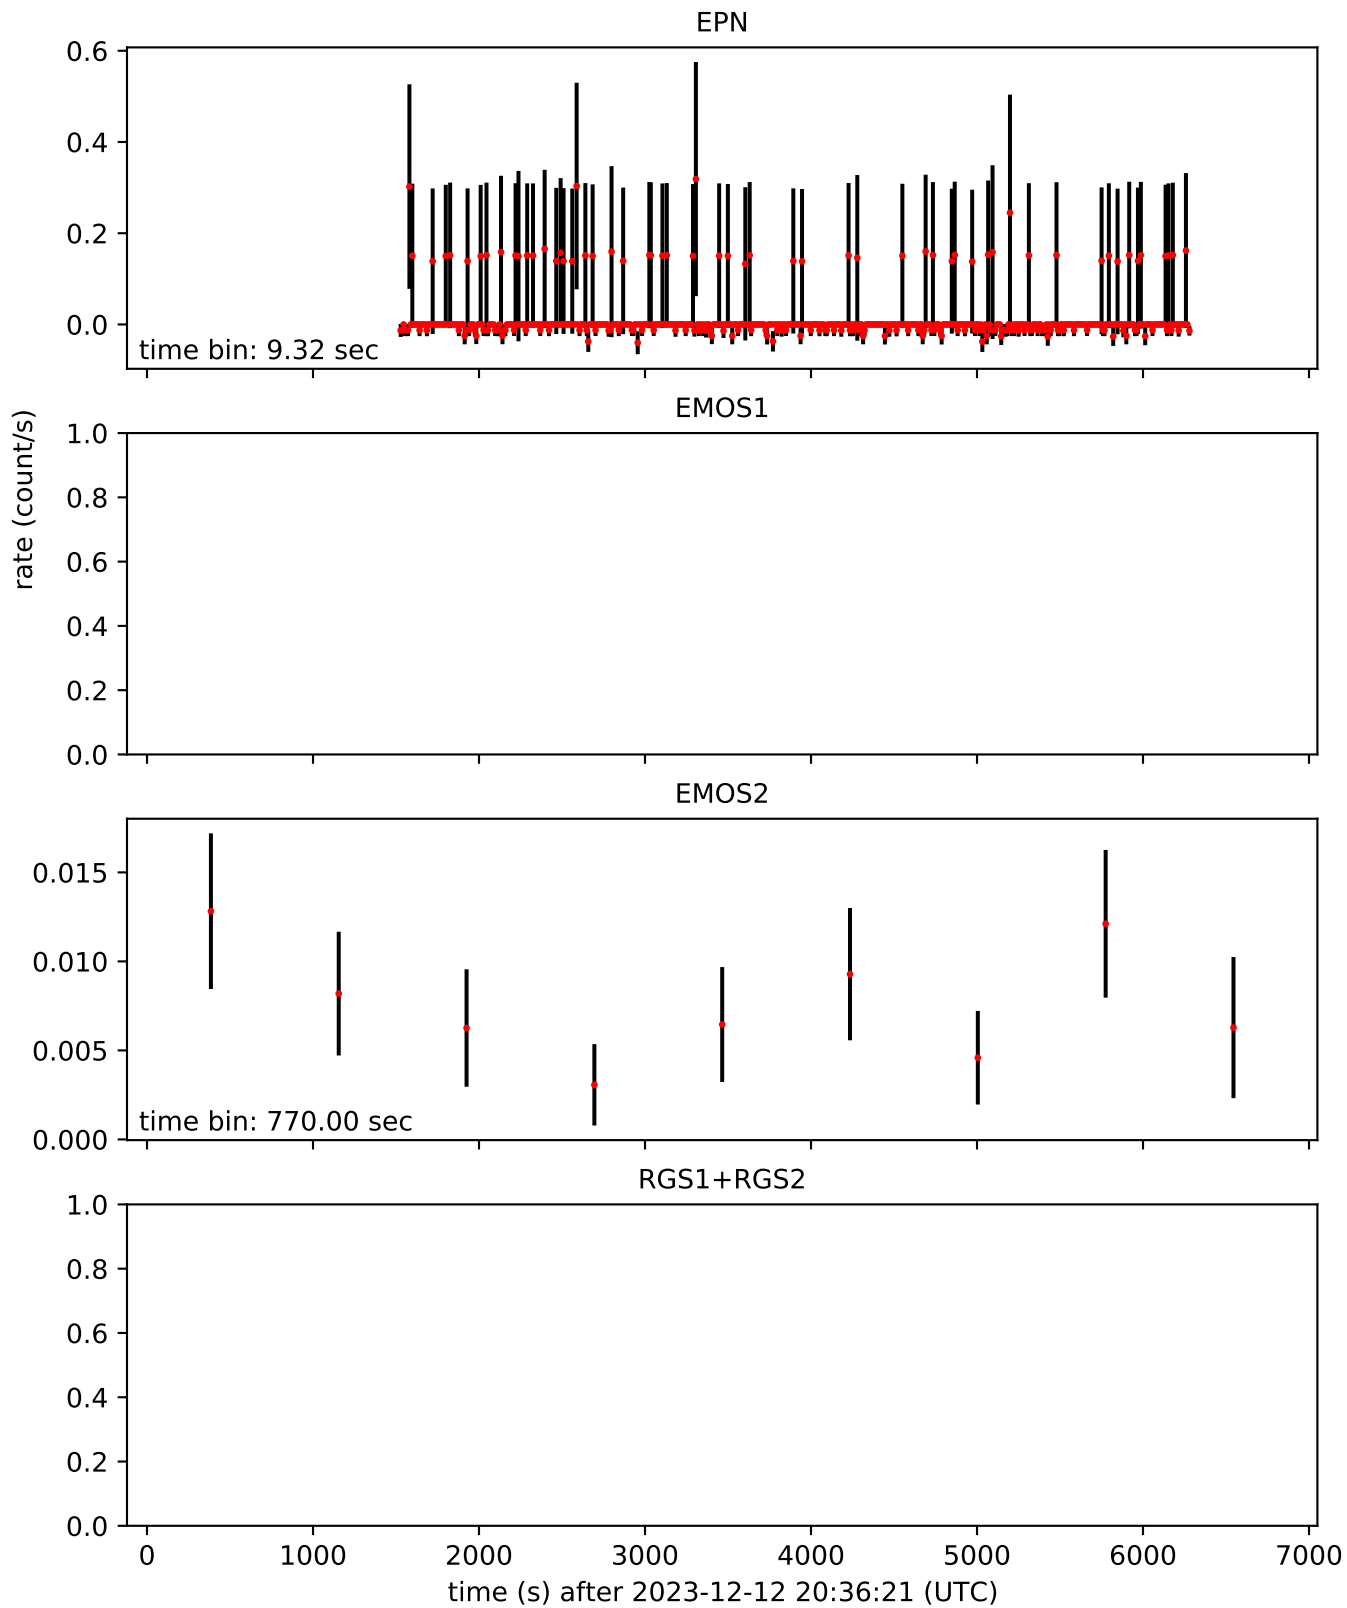 EPN
0.6
0.4
0.2
0.0
time bin: 9.32 sec
rate (count/s)
EMOS1
1.0
0.8
0.6
0.4
0.2
0.0
EMOS2
0.015
0.010
0.005
0.000
time bin: 770.00 sec
RGS1+RGS2
1.0
0.8
0.6
0.4
0.2
0.0
0 1000 2000 3000 4000 5000 6000 7000
time (s) after 2023-12-12 20:36:21 (UTC)